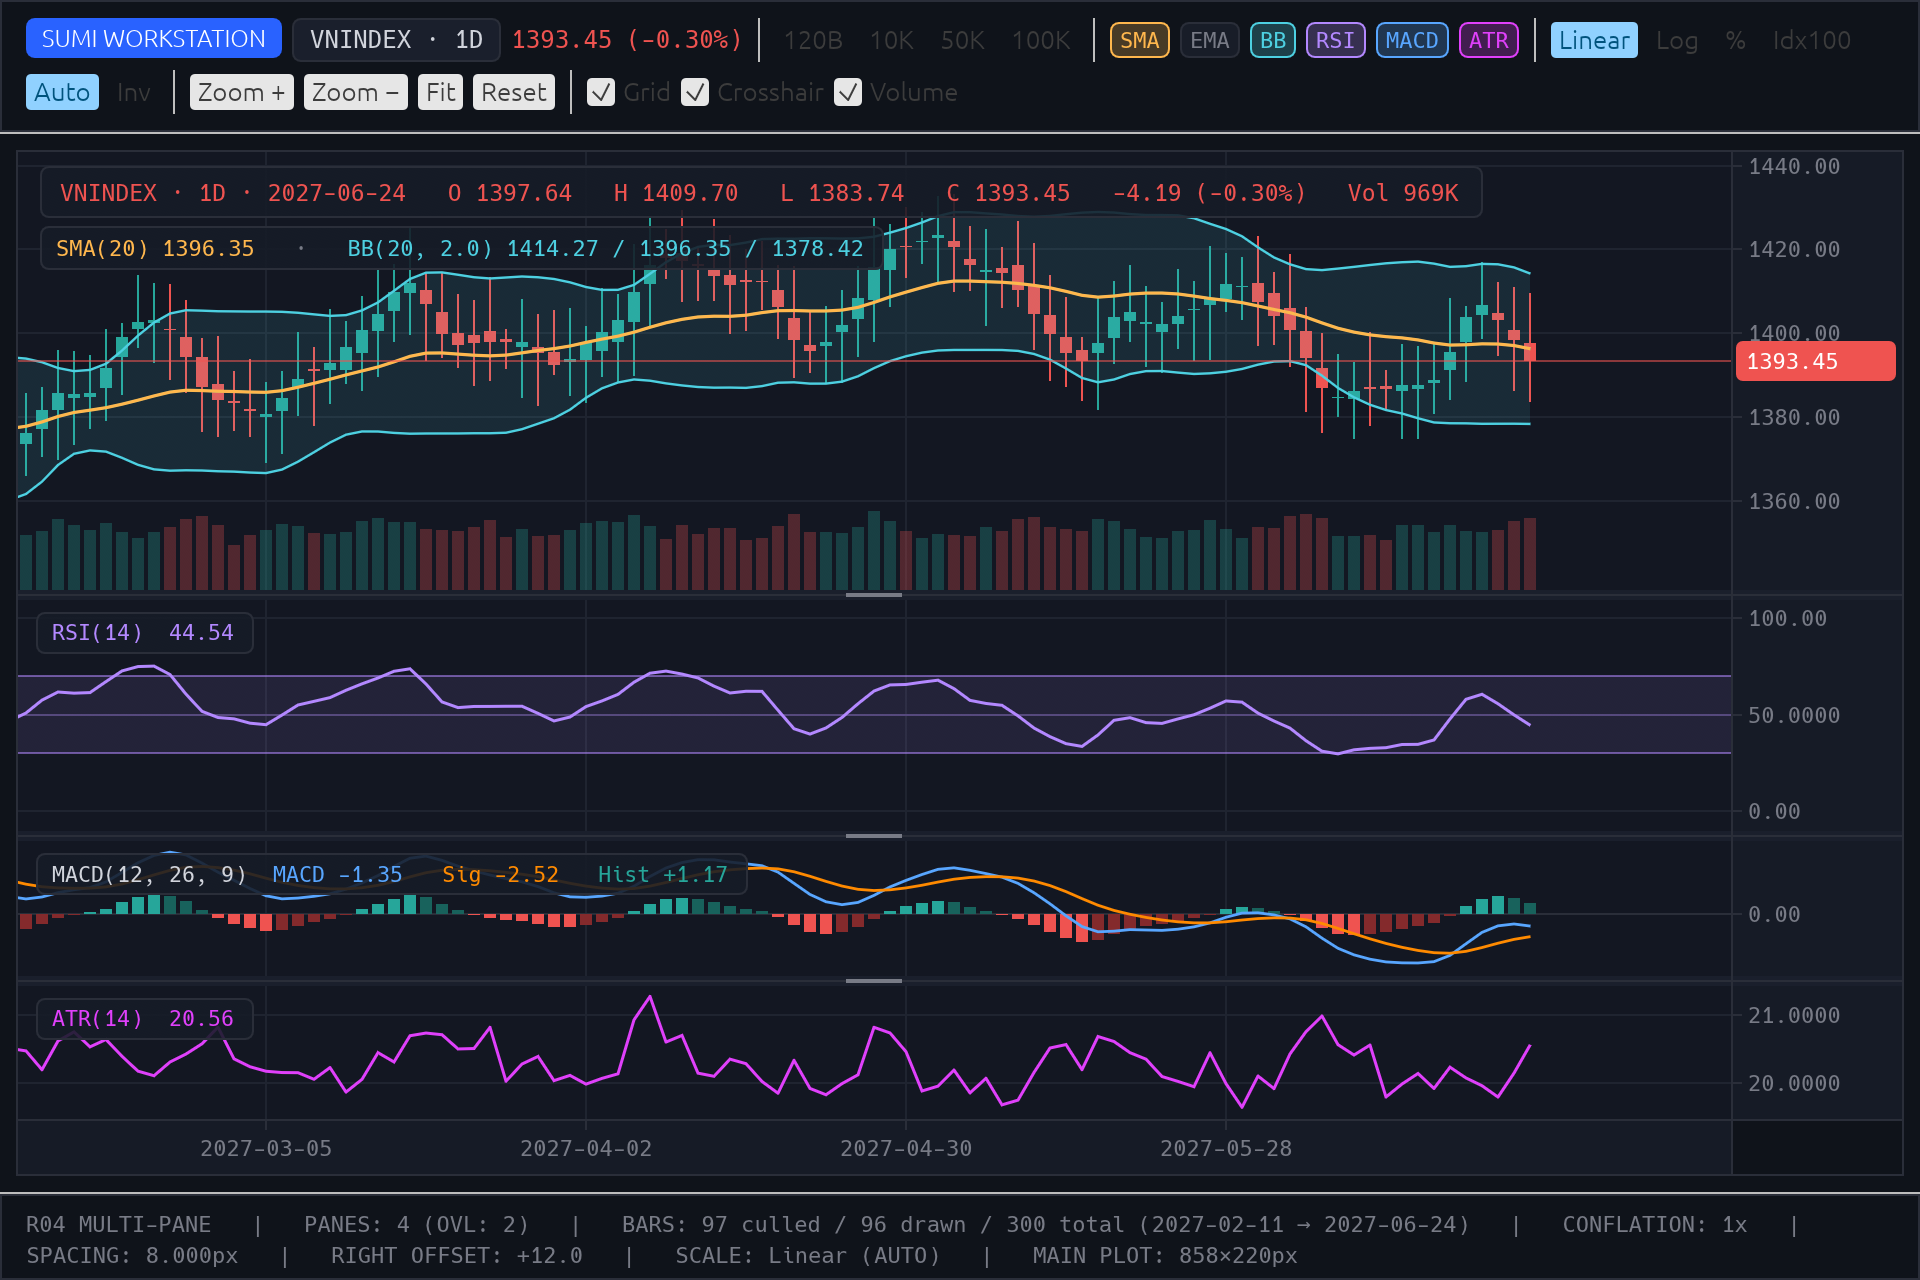 SUMI WORKSTATION VNINDEX · 1D 1393.45 (-0.30%) 120B 10K 50K 100K SMA EMA BB RSI MACD ATR Linear Log % Idx100
Auto Inv Zoom + Zoom − Fit Reset Grid Crosshair Volume
VNINDEX · 1D · 2027-06-24 O 1397.64 H 1409.70 L 1383.74 C 1393.45 -4.19 (-0.30%) Vol 969K
SMA(20) 1396.35 · BB(20, 2.0) 1414.27 / 1396.35 / 1378.42
1440.00
1420.00
1400.00
1393.45
1380.00
1360.00
RSI(14) 44.54
100.00
50.0000
0.00
MACD(12, 26, 9) MACD -1.35 Sig -2.52 Hist +1.17
0.00
ATR(14) 20.56
21.0000
20.0000
2027-03-05 2027-04-02 2027-04-30 2027-05-28
R04 MULTI-PANE | PANES: 4 (OVL: 2) | BARS: 97 culled / 96 drawn / 300 total (2027-02-11 → 2027-06-24) | CONFLATION: 1x |
SPACING: 8.000px | RIGHT OFFSET: +12.0 | SCALE: Linear (AUTO) | MAIN PLOT: 858×220px